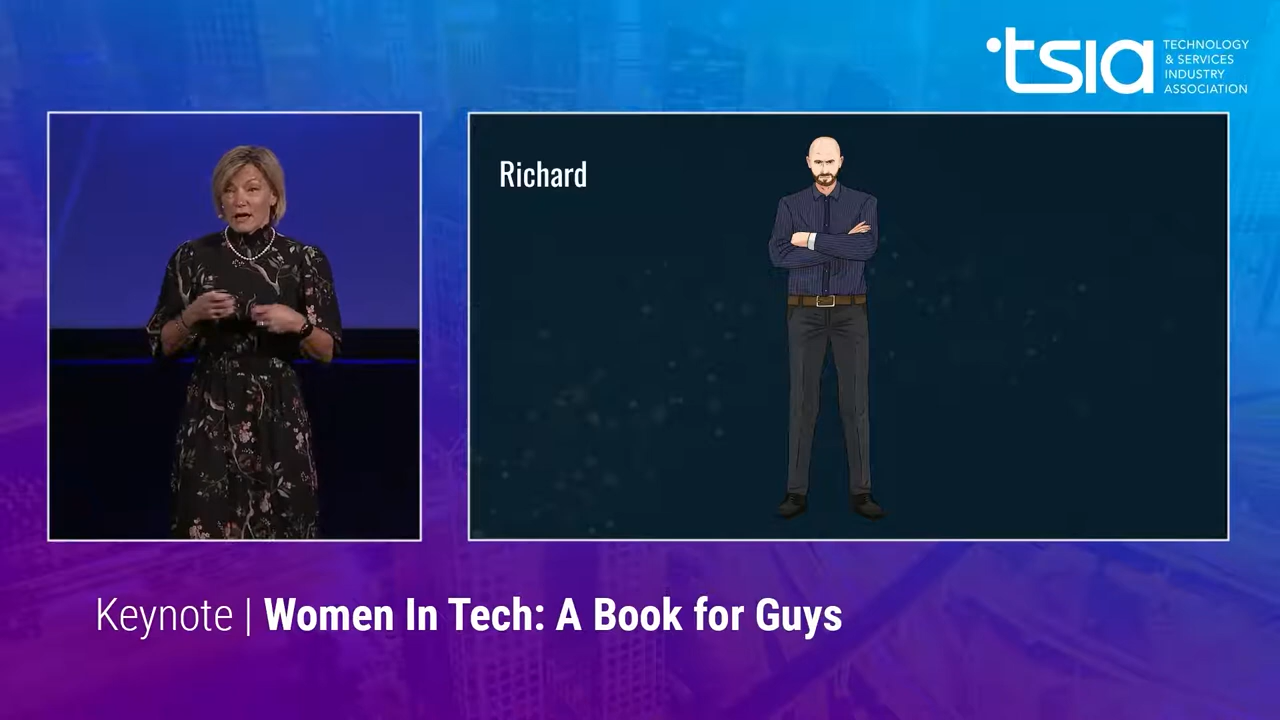 tsia
TECHNOLOGY
& SERVICES
INDUSTRY
ASSOCIATION
Richard
Keynote | Women In Tech: A Book for Guys